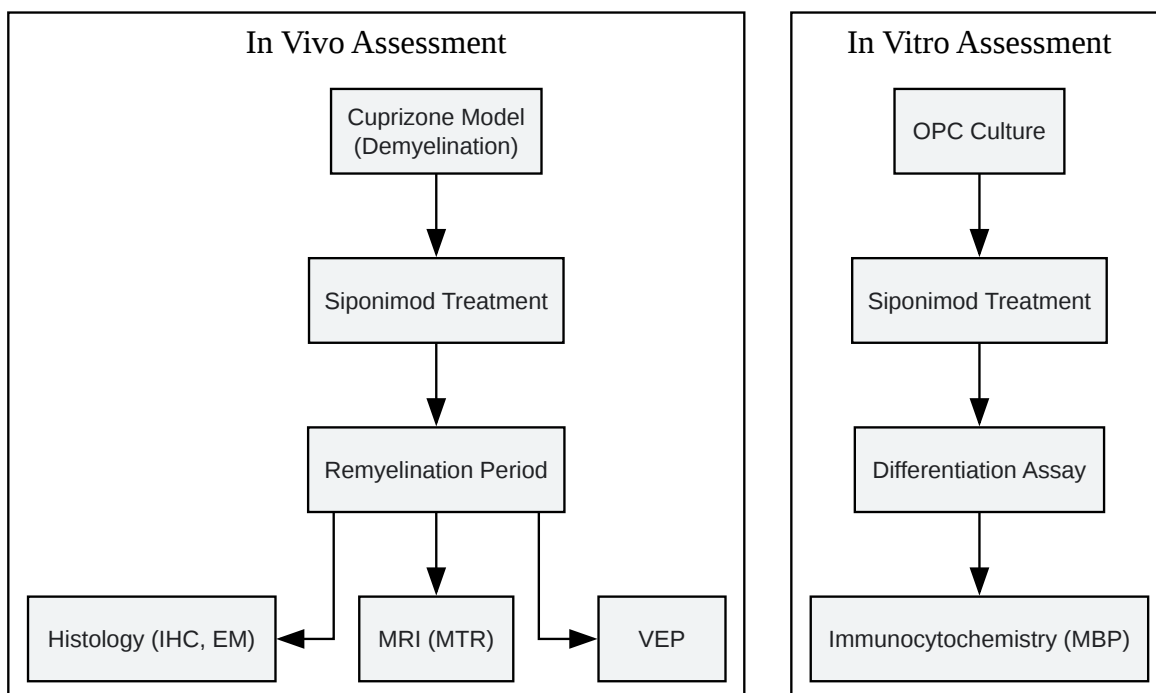 In Vivo Assessment
Cuprizone Model
(Demyelination)
Siponimod Treatment
Remyelination Period
Histology (IHC, EM)
MRI (MTR)
VEP
In Vitro Assessment
OPC Culture
Siponimod Treatment
Differentiation Assay
Immunocytochemistry (MBP)